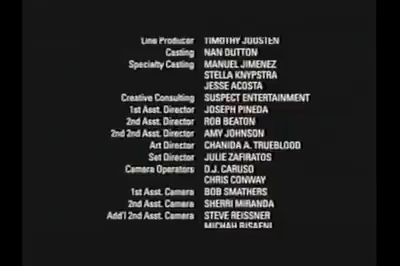 Line Producer TIMOTHY JOOSTEN
Casting NAN DUTTON
Specialty Casting MANUEL JIMENEZ
STELLA KNYPSTRA
JESSE ACOSTA
Creative Consulting SUSPECT ENTERTAINMENT
1st Asst. Director JOSEPH PINEDA
2nd Asst. Director ROB BEATON
2nd 2nd Asst. Director AMY JOHNSON
Art Director CHANIDA A. TRUEBLOOD
Set Director JULIE ZAFIRATOS
Camera Operators D.J. CARUSO
CHRIS CONWAY
1st Asst. Camera BOB SMATHERS
2nd Asst. Camera SHERRI MIRANDA
Add'l 2nd Asst. Camera STEVE REISSNER
MICHAH